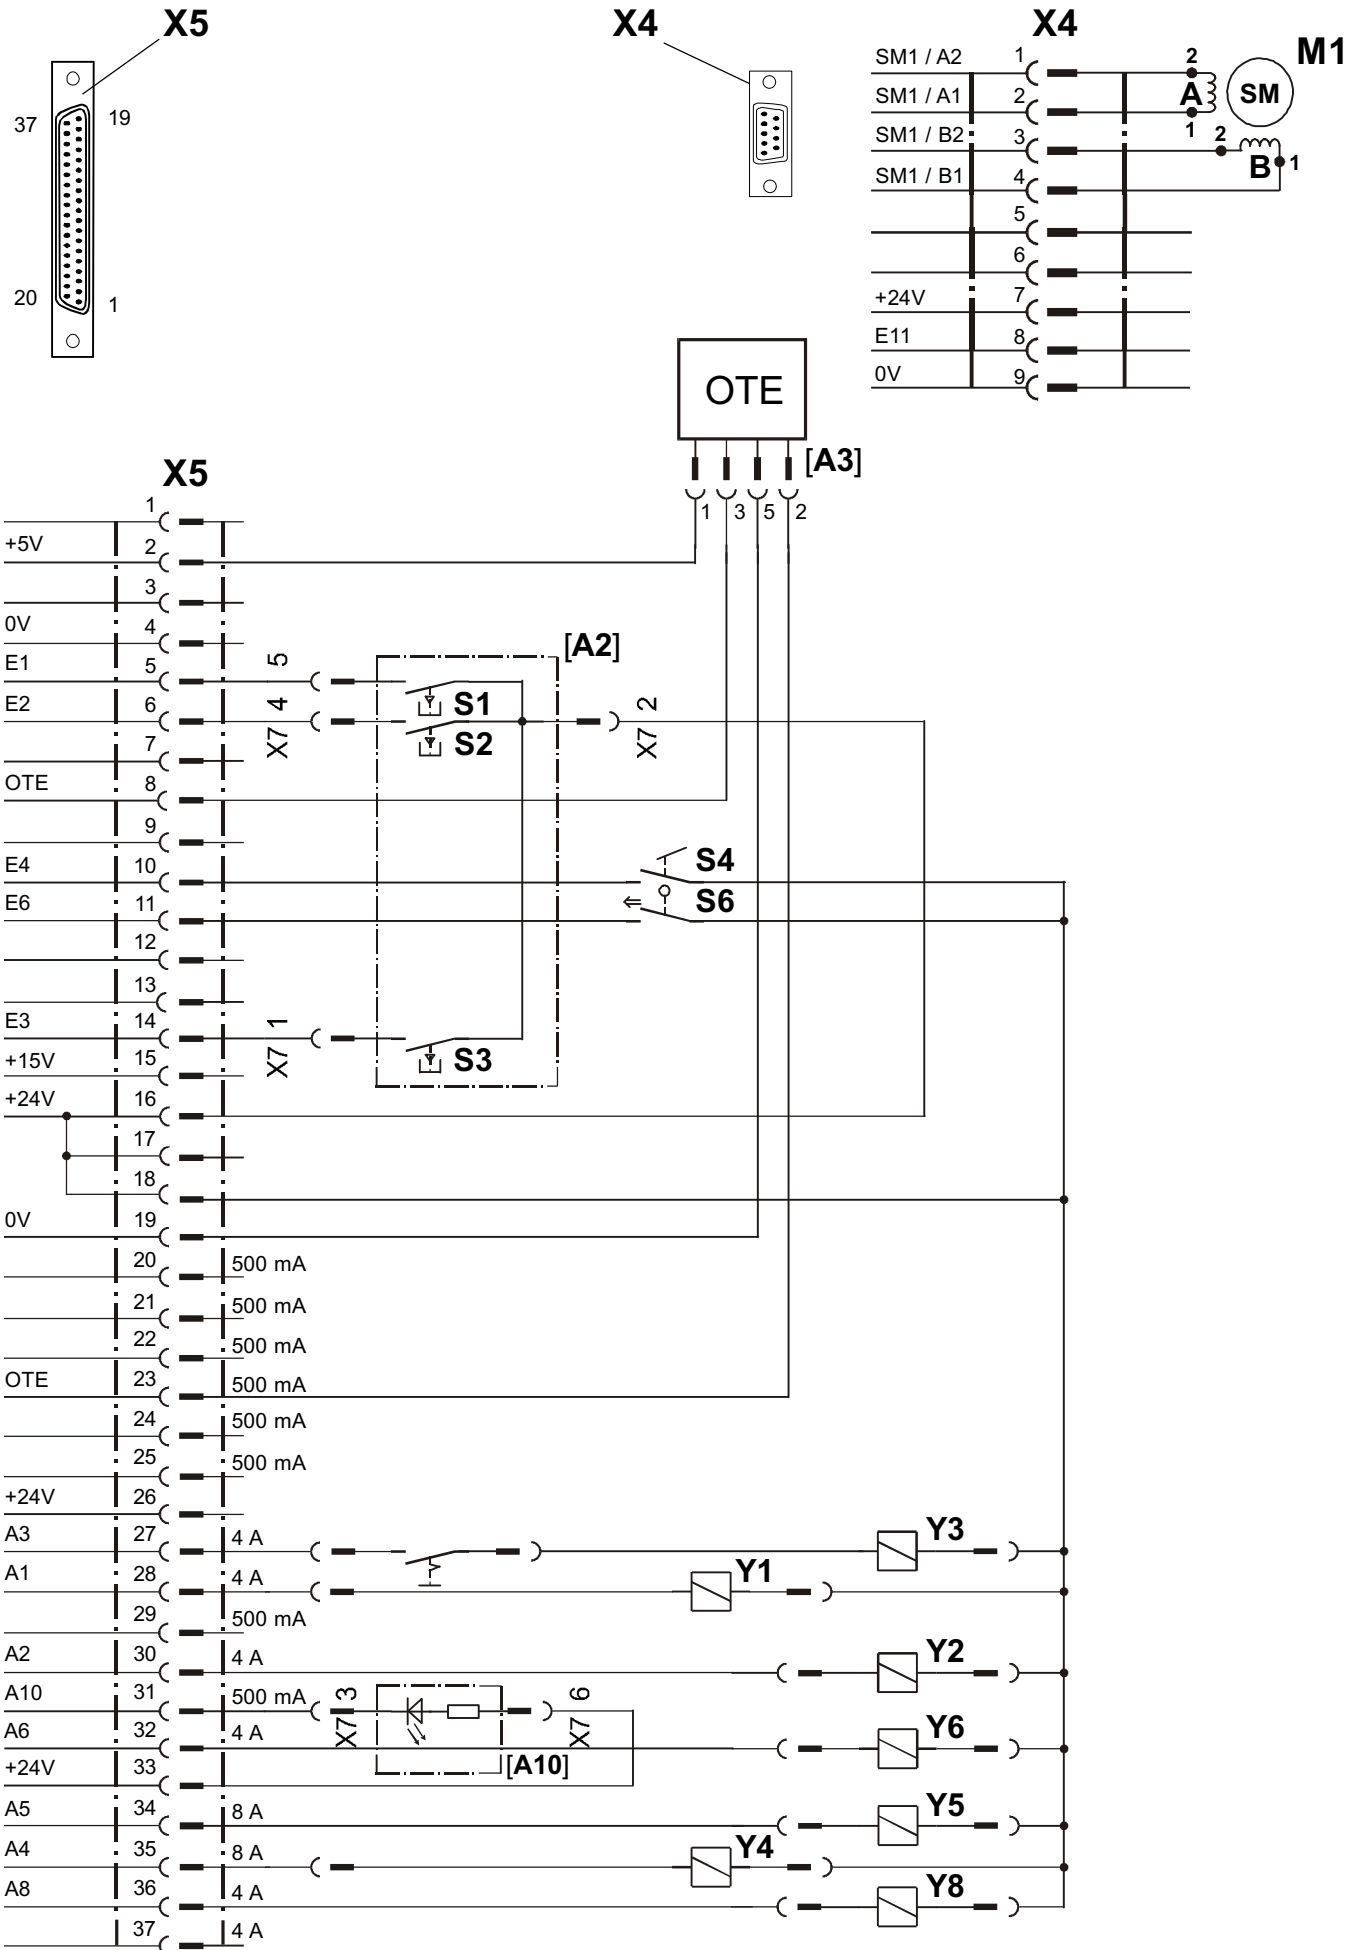 X5
X4
X4
M1
37
19
20
1
SM1 / A2
1
2
A
SM
SM1 / A1
2
1
SM1 / B2
3
2
B
1
SM1 / B1
4
5
6
+24V
7
E11
8
0V
9
OTE
[A3]
1
3
5
2
X5
1
+5V
2
3
0V
4
[A2]
E1
5
5
S1
E2
6
X7 4
S2
X7 2
7
OTE
8
9
E4
10
S4
E6
11
S6
12
13
E3
14
X7 1
S3
+15V
15
+24V
16
17
18
0V
19
20
500 mA
21
500 mA
22
500 mA
OTE
23
500 mA
24
500 mA
25
500 mA
+24V
26
A3
27
4 A
Y3
A1
28
4 A
Y1
29
500 mA
A2
30
4 A
Y2
A10
31
500 mA
X7 3
X7 6
A6
32
4 A
Y6
[A10]
+24V
33
A5
34
8 A
Y5
A4
35
8 A
Y4
A8
36
4 A
Y8
37
4 A